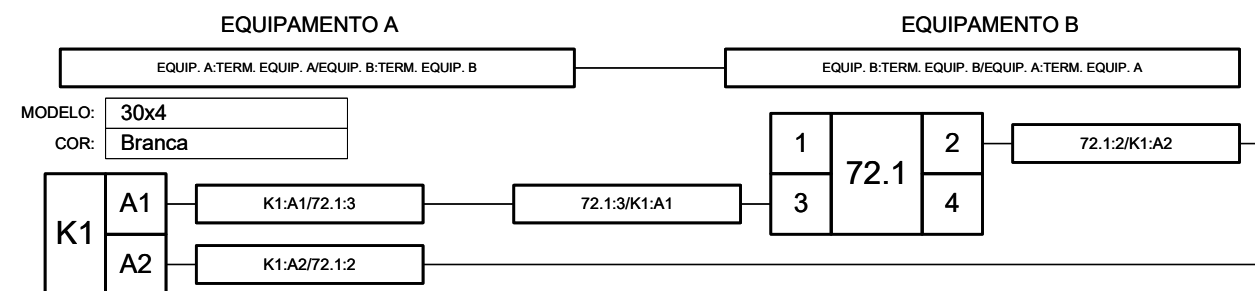 EQUIPAMENTO A
EQUIPAMENTO B
EQUIP. A:TERM. EQUIP. A/EQUIP. B:TERM. EQUIP. B
EQUIP. B:TERM. EQUIP. B/EQUIP. A:TERM. EQUIP. A
MODELO: 30x4
COR: Branca
1
72.1
2
72.1:2/K1:A2
K1
A1
K1:A1/72.1:3
72.1:3/K1:A1
3
4
A2
K1:A2/72.1:2